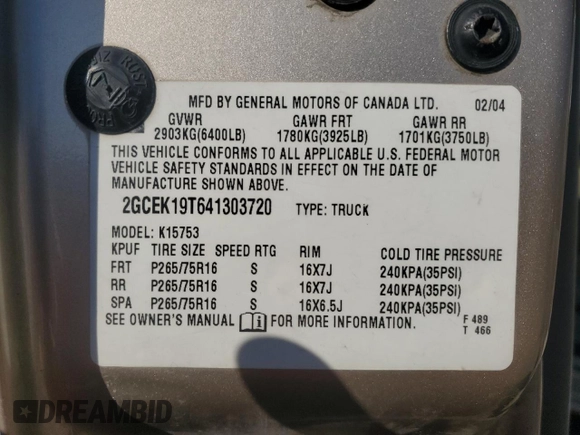 MFD BY GENERAL MOTORS OF CANADA LTD. 02/04
GVWR GAWR FRT GAWR RR
2903KG(6400LB) 1780KG(3925LB) 1701KG(3750LB)
THIS VEHICLE CONFORMS TO ALL APPLICABLE U.S. FEDERAL MOTOR
VEHICLE SAFETY STANDARDS IN EFFECT ON THE DATE OF
MANUFACTURE SHOWN ABOVE.
2GCEK19T641303720 TYPE: TRUCK
MODEL: K15753
KPUF TIRE SIZE SPEED RTG RIM COLD TIRE PRESSURE
FRT P265/75R16 S 16X7J 240KPA(35PSI)
RR P265/75R16 S 16X7J 240KPA(35PSI)
SPA P265/75R16 S 16X6.5J 240KPA(35PSI)
SEE OWNER'S MANUAL FOR MORE INFORMATION.
F 489
T 466
DREAMBID